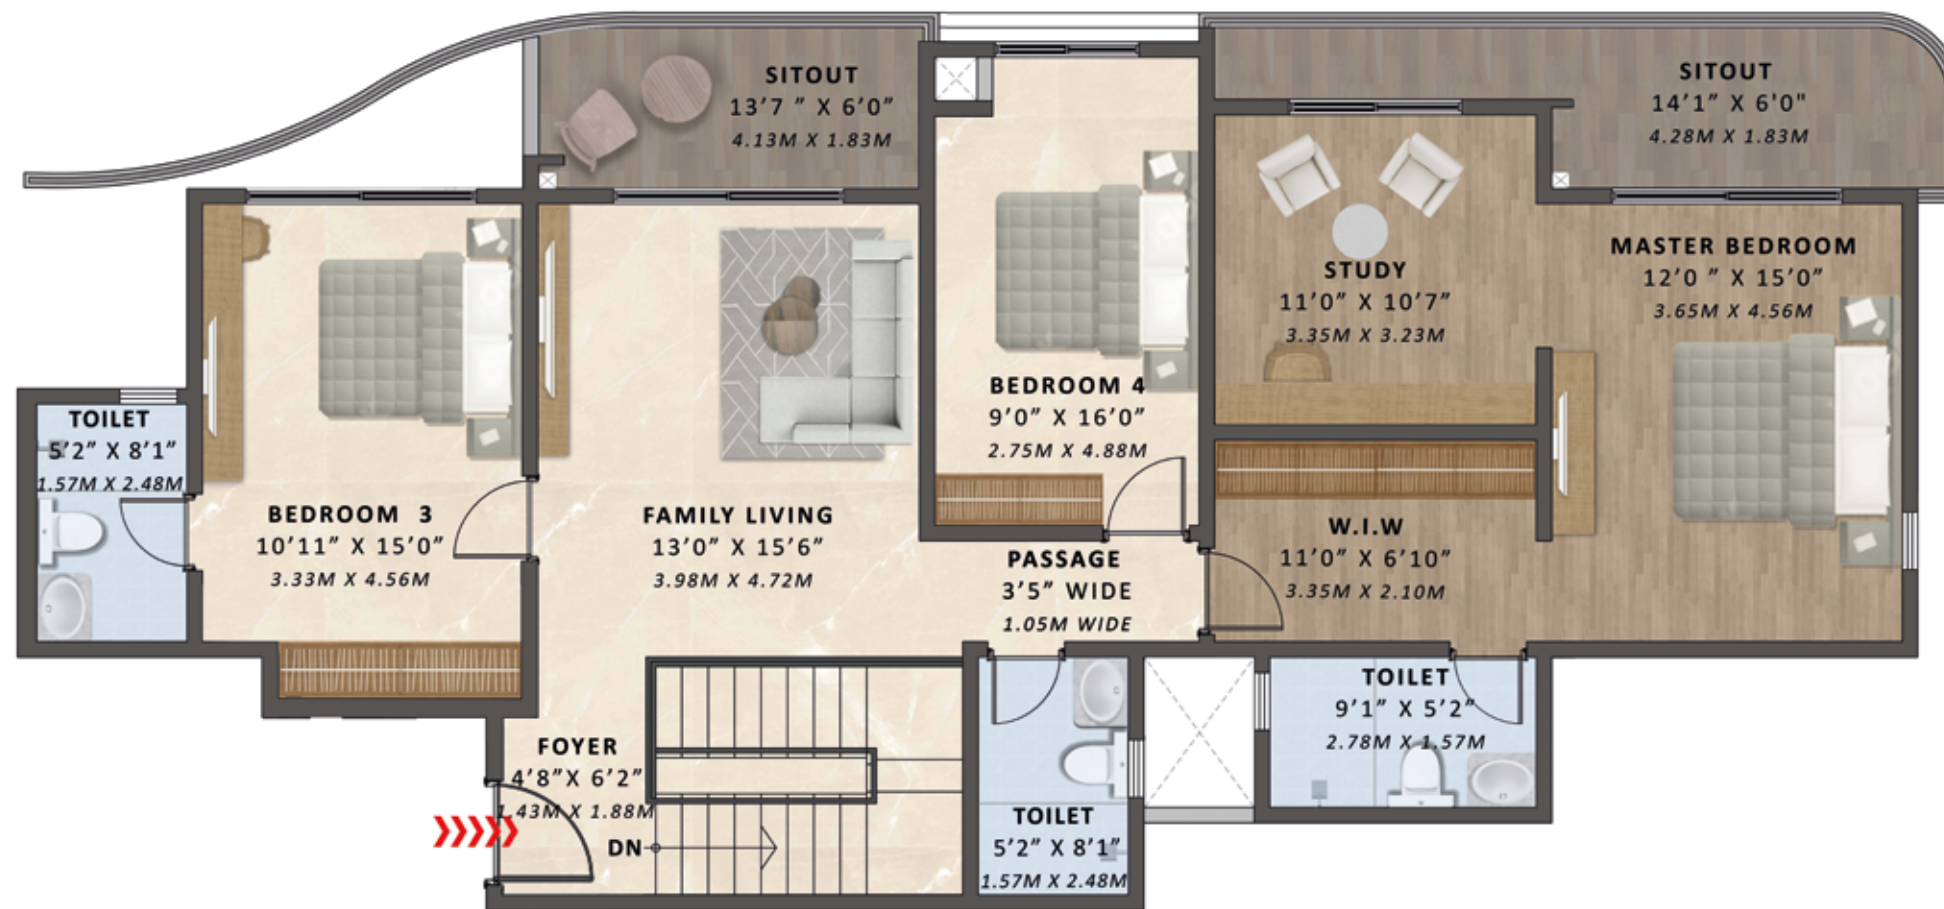 SITOUT
13'7 " X 6'0"
4.13M X 1.83M
SITOUT
14'1" X 6'0"
4.28M X 1.83M
MASTER BEDROOM
12'0 " X 15'0"
3.65M X 4.56M
STUDY
11'0" X 10'7"
3.35M X 3.23M
BEDROOM 4
9'0" X 16'0"
2.75M X 4.88M
TOILET
5'2" X 8'1"
1.57M X 2.48M
BEDROOM 3
10'11" X 15'0"
3.33M X 4.56M
FAMILY LIVING
13'0" X 15'6"
3.98M X 4.72M
PASSAGE
3'5" WIDE
1.05M WIDE
W.I.W
11'0" X 6'10"
3.35M X 2.10M
TOILET
9'1" X 5'2"
2.78M X 1.57M
FOYER
4'8"X 6'2"
1.43M X 1.88M
DN
TOILET
5'2" X 8'1"
1.57M X 2.48M